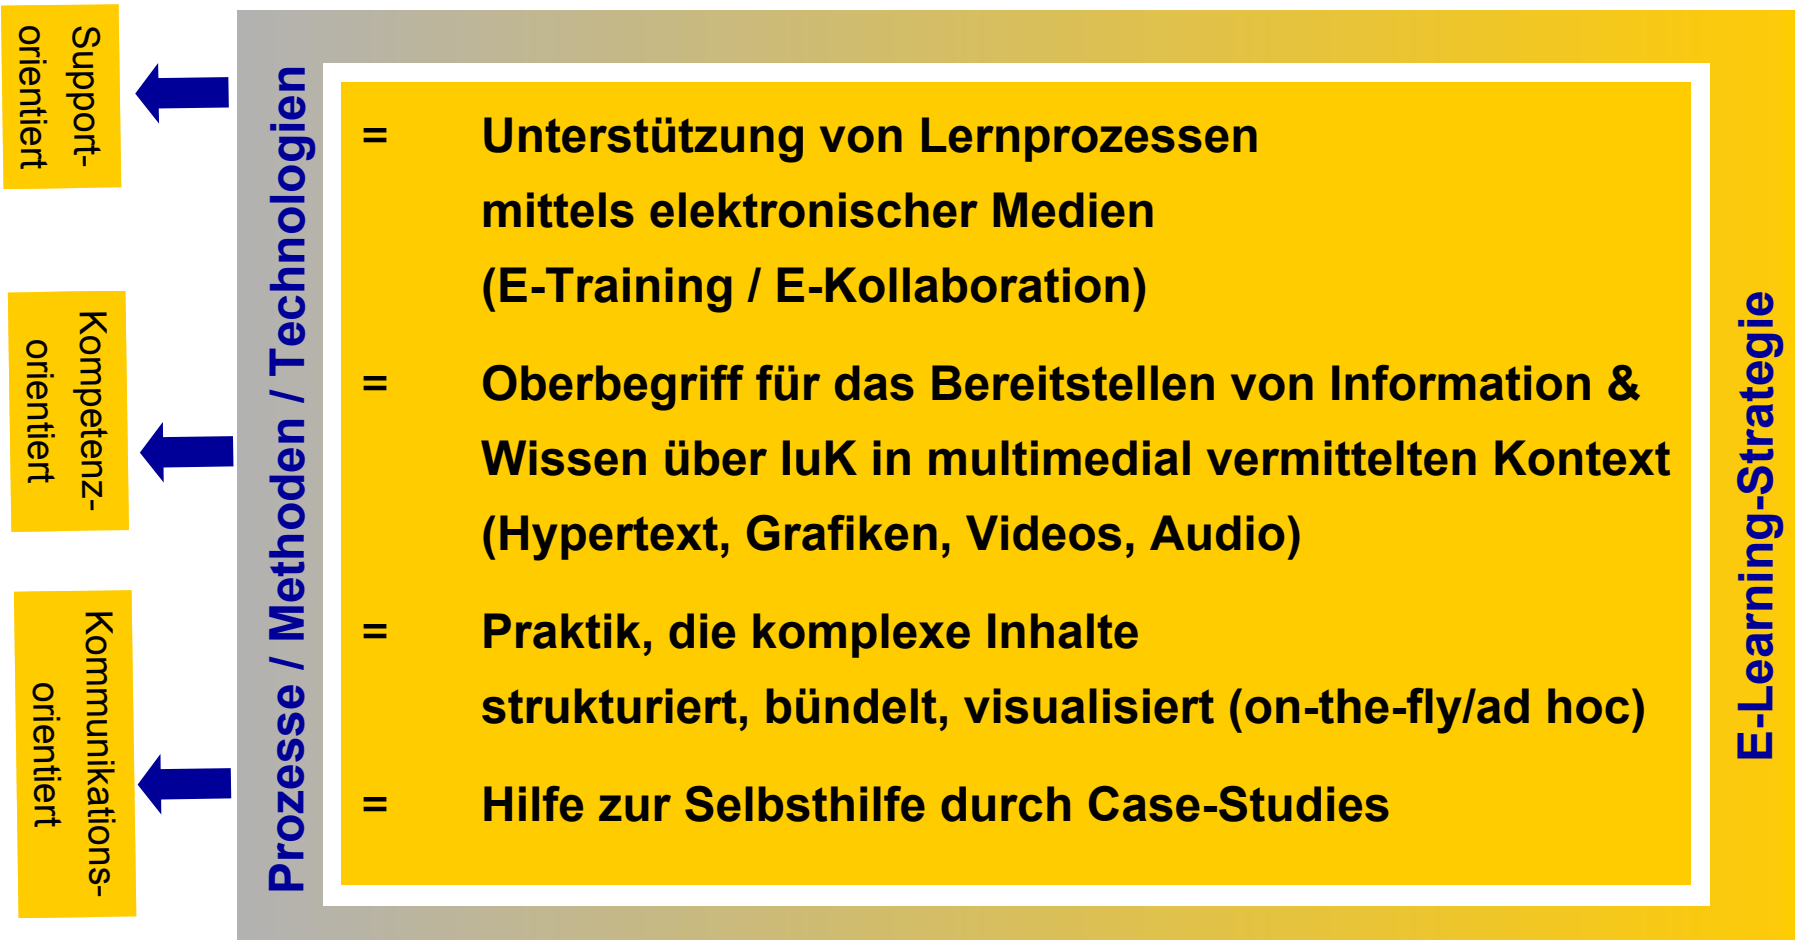 Support-
orientiert
Kompetenz-
orientiert
Kommunikations-
orientiert
Prozesse / Methoden / Technologien
= Unterstützung von Lernprozessen
mittels elektronischer Medien
(E-Training / E-Kollaboration)
= Oberbegriff für das Bereitstellen von Information &
Wissen über IuK in multimedial vermittelten Kontext
(Hypertext, Grafiken, Videos, Audio)
= Praktik, die komplexe Inhalte
strukturiert, bündelt, visualisiert (on-the-fly/ad hoc)
= Hilfe zur Selbsthilfe durch Case-Studies
E-Learning-Strategie